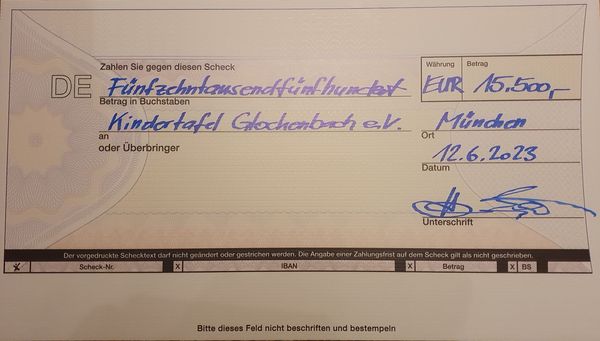 Zahlen Sie gegen diesen Scheck
Währung Betrag
DE Fünfzehntausendfünfhundert EUR 15.500,-
Betrag in Buchstaben
Kindertafel Glockenbach e.V. München
an Ort
oder Überbringer 12.6.2023
Datum
Unterschrift
Der vorgedruckte Schecktext darf nicht geändert oder gestrichen werden. Die Angabe einer Zahlungsfrist auf dem Scheck gilt als nicht geschrieben.
X Scheck-Nr. X IBAN X Betrag X BS
Bitte dieses Feld nicht beschriften und bestempeln